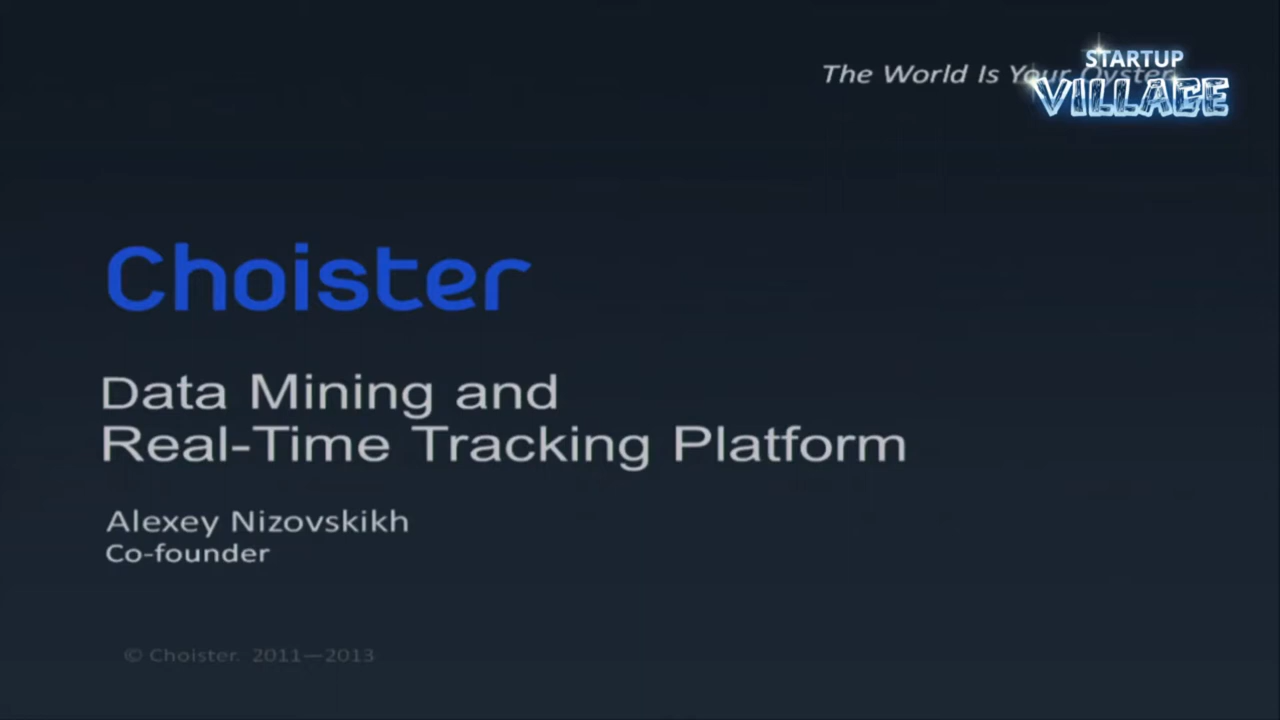 The World Is Your Oyster
STARTUP
VILLAGE
Choister
Data Mining and
Real-Time Tracking Platform
Alexey Nizovskikh
Co-founder
© Choister. 2011—2013